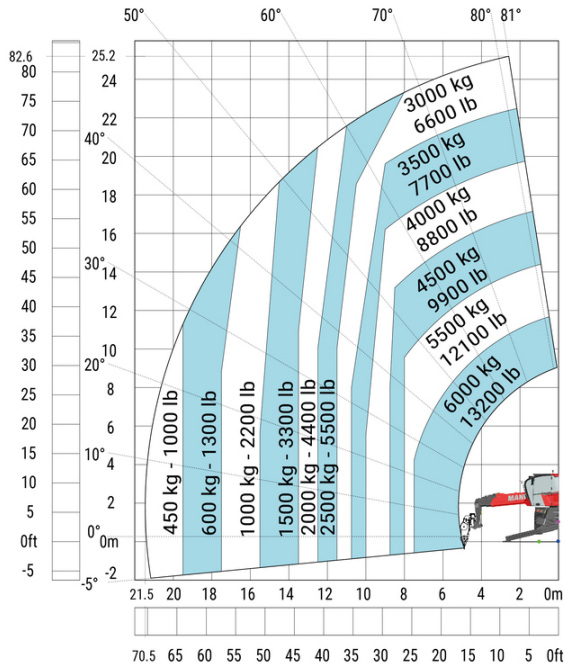 50° 60° 70° 80° 81°
82.6 25.2
80
24
75
22
70
40°
20
65
60
18
55
16
50
30° 14
45
12
40
35
10
30
20°
8
25
6
20
15
10° 4
10
2
5
0°
0ft 0m
-5
-5° -2
3000 kg
6600 lb
3500 kg
7700 lb
4000 kg
8800 lb
4500 kg
9900 lb
5500 kg
12100 lb
6000 kg
13200 lb
450 kg - 1000 lb
600 kg - 1300 lb
1000 kg - 2200 lb
1500 kg - 3300 lb
2000 kg - 4400 lb
2500 kg - 5500 lb
21.5 20 18 16 14 12 10 8 6 4 2 0m
70.5 65 60 55 50 45 40 35 30 25 20 15 10 5 0ft